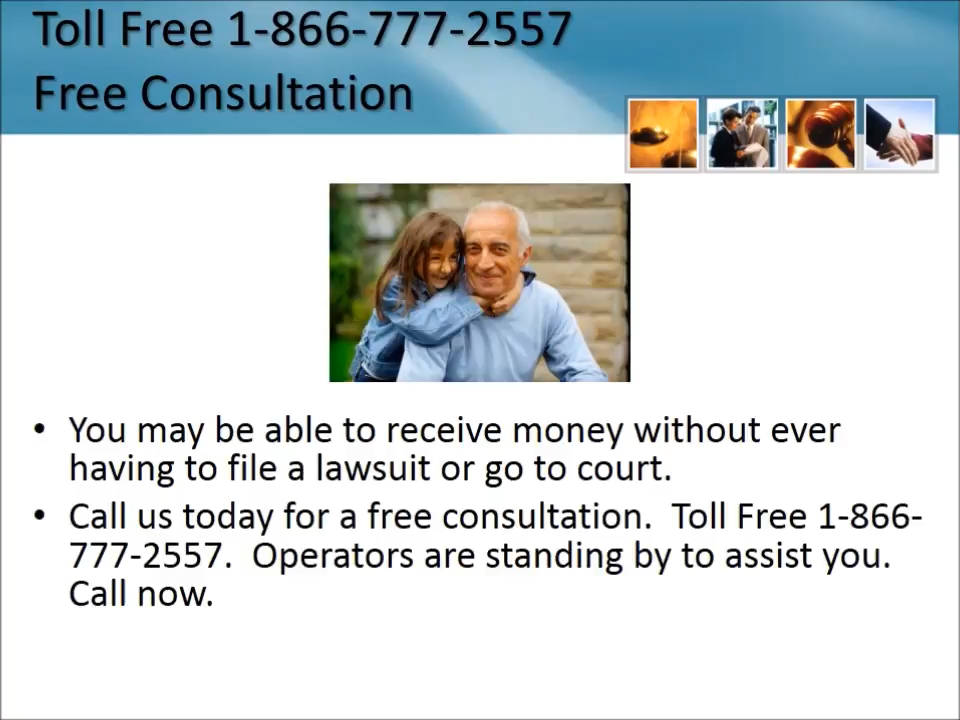 Toll Free 1-866-777-2557
Free Consultation
• You may be able to receive money without ever
having to file a lawsuit or go to court.
• Call us today for a free consultation.  Toll Free 1-866-
777-2557.  Operators are standing by to assist you.
Call now.